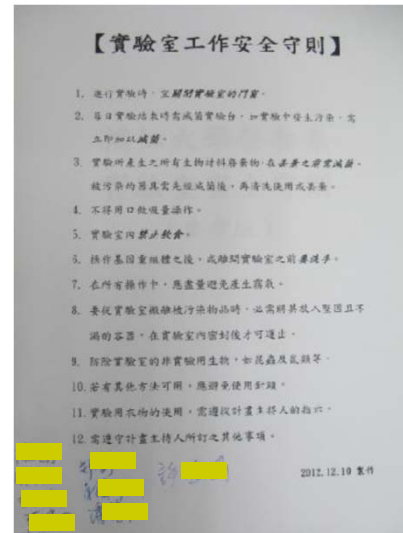 【實驗室工作安全守則】
1. 進行實驗時，宜關閉實驗室的門窗。
2. 每日實驗結束時需滅菌實驗台，如實驗中發生污染，需
立即加以滅菌。
3. 實驗所產生之所有生物材料廢棄物，在丟棄之前需滅菌。
被污染的器具需先經滅菌後，再清洗使用或丟棄。
4. 不得用口做吸量操作。
5. 實驗室內禁止飲食。
6. 操作基因重組體之後，或離開實驗室之前要洗手。
7. 在所有操作中，應盡量避免產生霧氣。
8. 要從實驗室搬離被污染物品時，必需將其放入堅固且不
漏的容器，在實驗室內密封後才可運出。
9. 防除實驗室的非實驗用生物，如昆蟲及鼠類等。
10. 若有其他方法可用，應避免使用針頭。
11. 實驗用衣物的使用，需遵從計畫主持人的指示。
12. 需遵守計畫主持人所訂之其他事項。
許
2012.12.10 製作